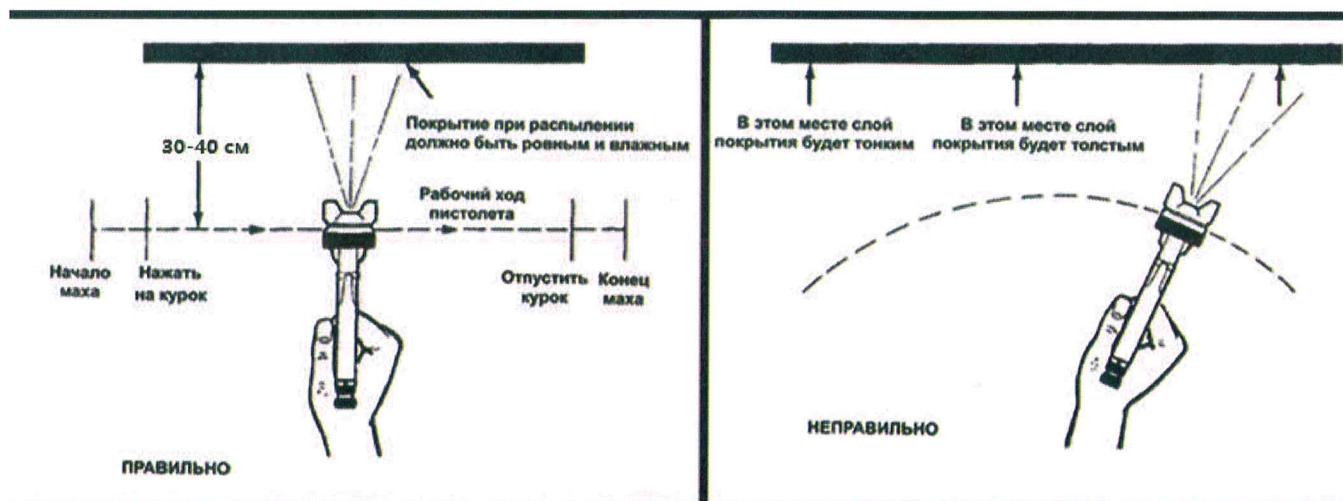 30-40 см
Покрытие при распылении
должно быть ровным и влажным
Рабочий ход
пистолета
Начало
маха
Нажать
на курок
Отпустить
курок
Конец
маха
ПРАВИЛЬНО
В этом месте слой
покрытия будет тонким
В этом месте слой
покрытия будет толстым
НЕПРАВИЛЬНО